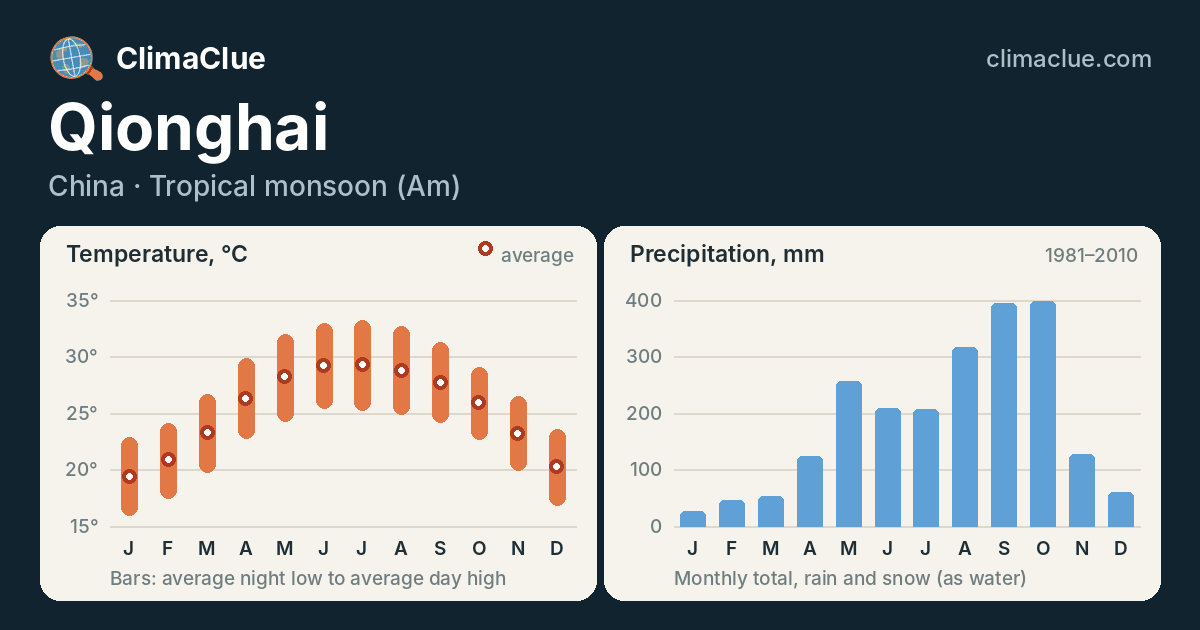 ClimaClue
climaclue.com
Qionghai
China · Tropical monsoon (Am)
Temperature, °C
average
35°
30°
25°
20°
15°
J F M A M J J A S O N D
Bars: average night low to average day high
Precipitation, mm
1981–2010
400
300
200
100
0
J F M A M J J A S O N D
Monthly total, rain and snow (as water)